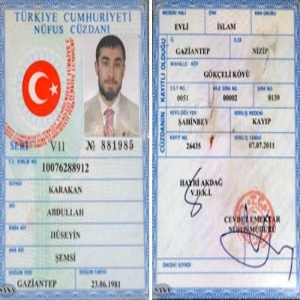 TÜRKİYE CUMHURİYETİ
NÜFUS CÜZDANI
SERİ V11 № 881985
T.C. KİMLİK NO
10076288912
SOYADI
KARAKAN
ADI
ABDULLAH
BABA ADI
HÜSEYİN
ANA ADI
ŞEMSİ
DOĞUM YERİ
DOĞUM TARİHİ
GAZİANTEP
23.06.1981
MEDENİ HALİ
DİNİ
KAN GRUBU
EVLİ
İSLAM
CÜZDANIN KAYITLI OLDUĞU
İL
İLÇE
GAZİANTEP
NİZİP
MAHALLE - KÖY
GÖKÇELİ KÖYÜ
CİLT NO
AİLE SIRA NO
SIRA NO
0051
00002
0139
VERİLDİĞİ YER
VERİLİŞ NEDENİ
ŞAHİNBEY
KAYIP
KAYIT NO
VERİLİŞ TARİHİ
26435
07.07.2011
HAYRİ AKDAĞ
V.H.K.İ.
CEVDET EMEKTAR
NÜFUS MÜDÜRÜ
ÖNCEKİ SOYADI